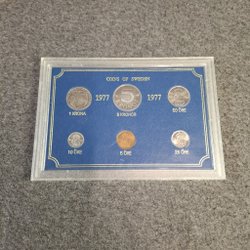 COINS OF SWEDEN
1977 1977
1 KRONA 5 KRONOR 50 ÖRE
10 ÖRE 5 ÖRE 25 ÖRE